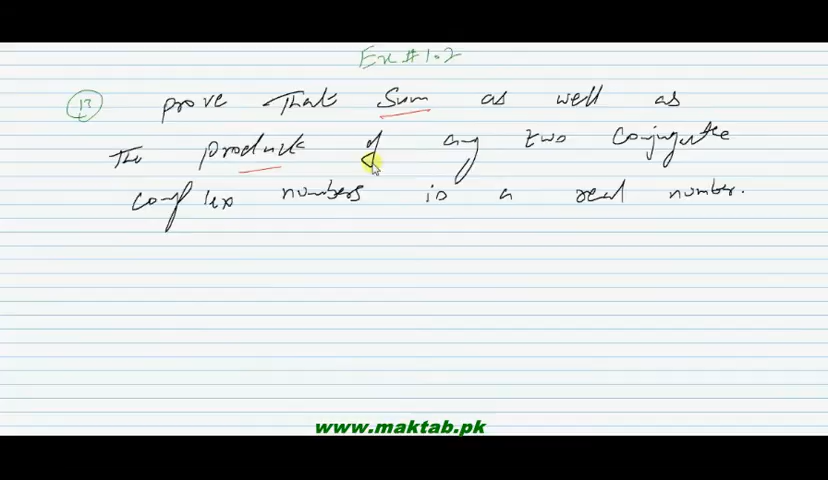 Ex # 1.2
13 prove that Sum as well as
the product of any two conjugate
complex numbers is a real number.
www.maktab.pk